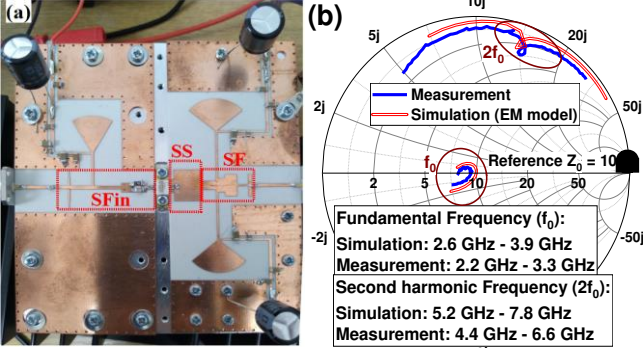 (a)
SS
SF
SFin
(b)
10j
20j
2f₀
5j
50j
Measurement
Simulation (EM model)
2j
f₀
Reference Z₀ = 10
2
5
10
20
50
-2j
-50j
Fundamental Frequency (f₀):
Simulation: 2.6 GHz - 3.9 GHz
Measurement: 2.2 GHz - 3.3 GHz
Second harmonic Frequency (2f₀):
Simulation: 5.2 GHz - 7.8 GHz
Measurement: 4.4 GHz - 6.6 GHz